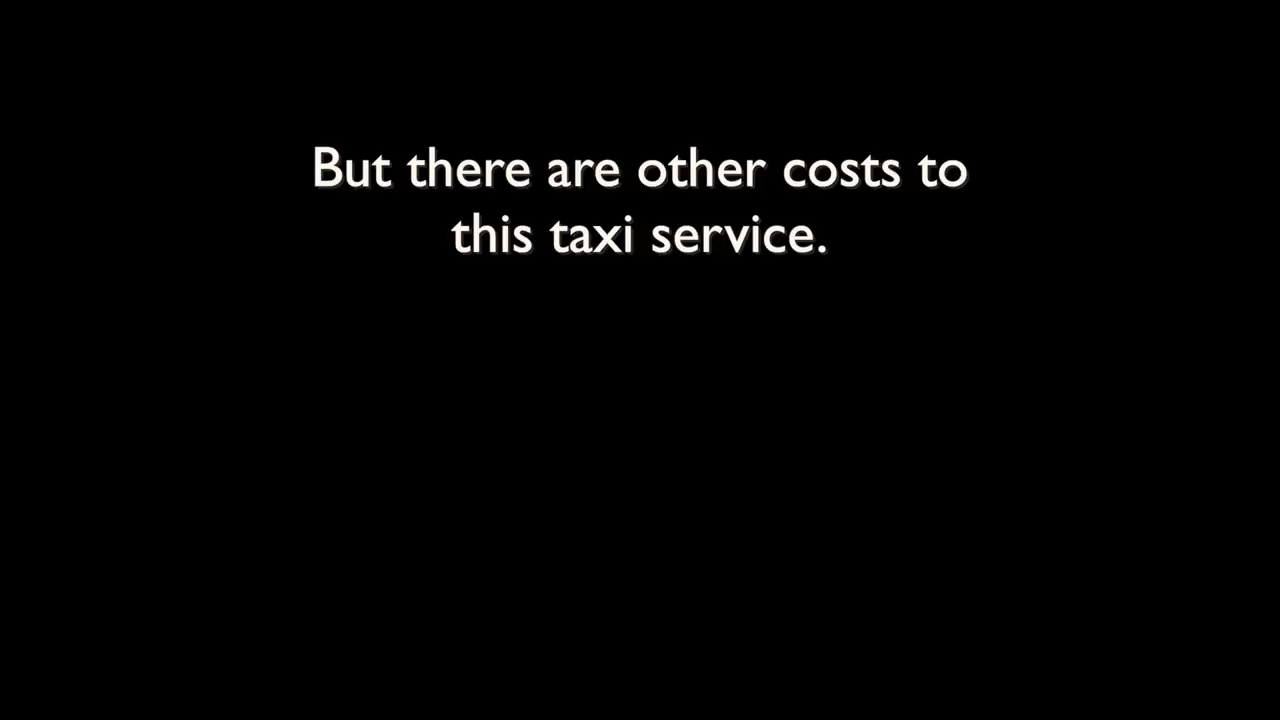 But there are other costs to
this taxi service.